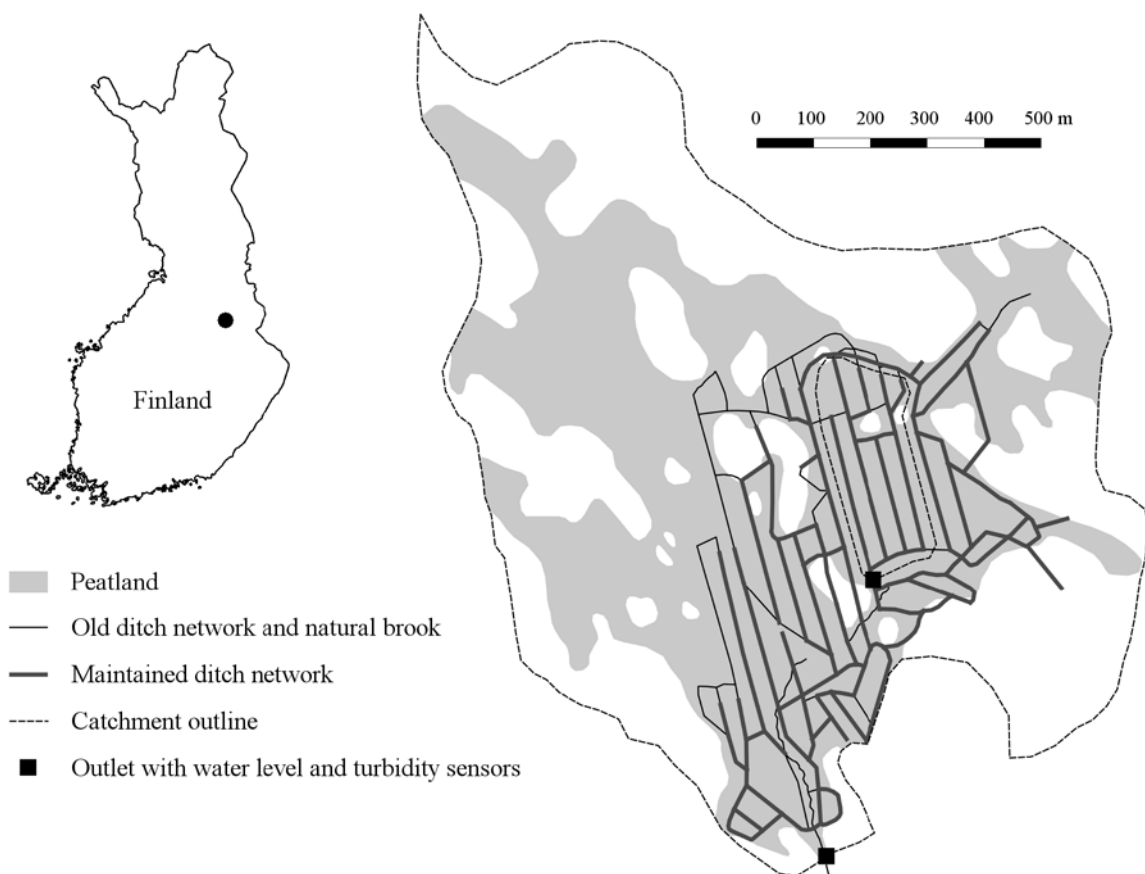 0 100 200 300 400 500 m
Finland
Peatland
Old ditch network and natural brook
Maintained ditch network
Catchment outline
Outlet with water level and turbidity sensors